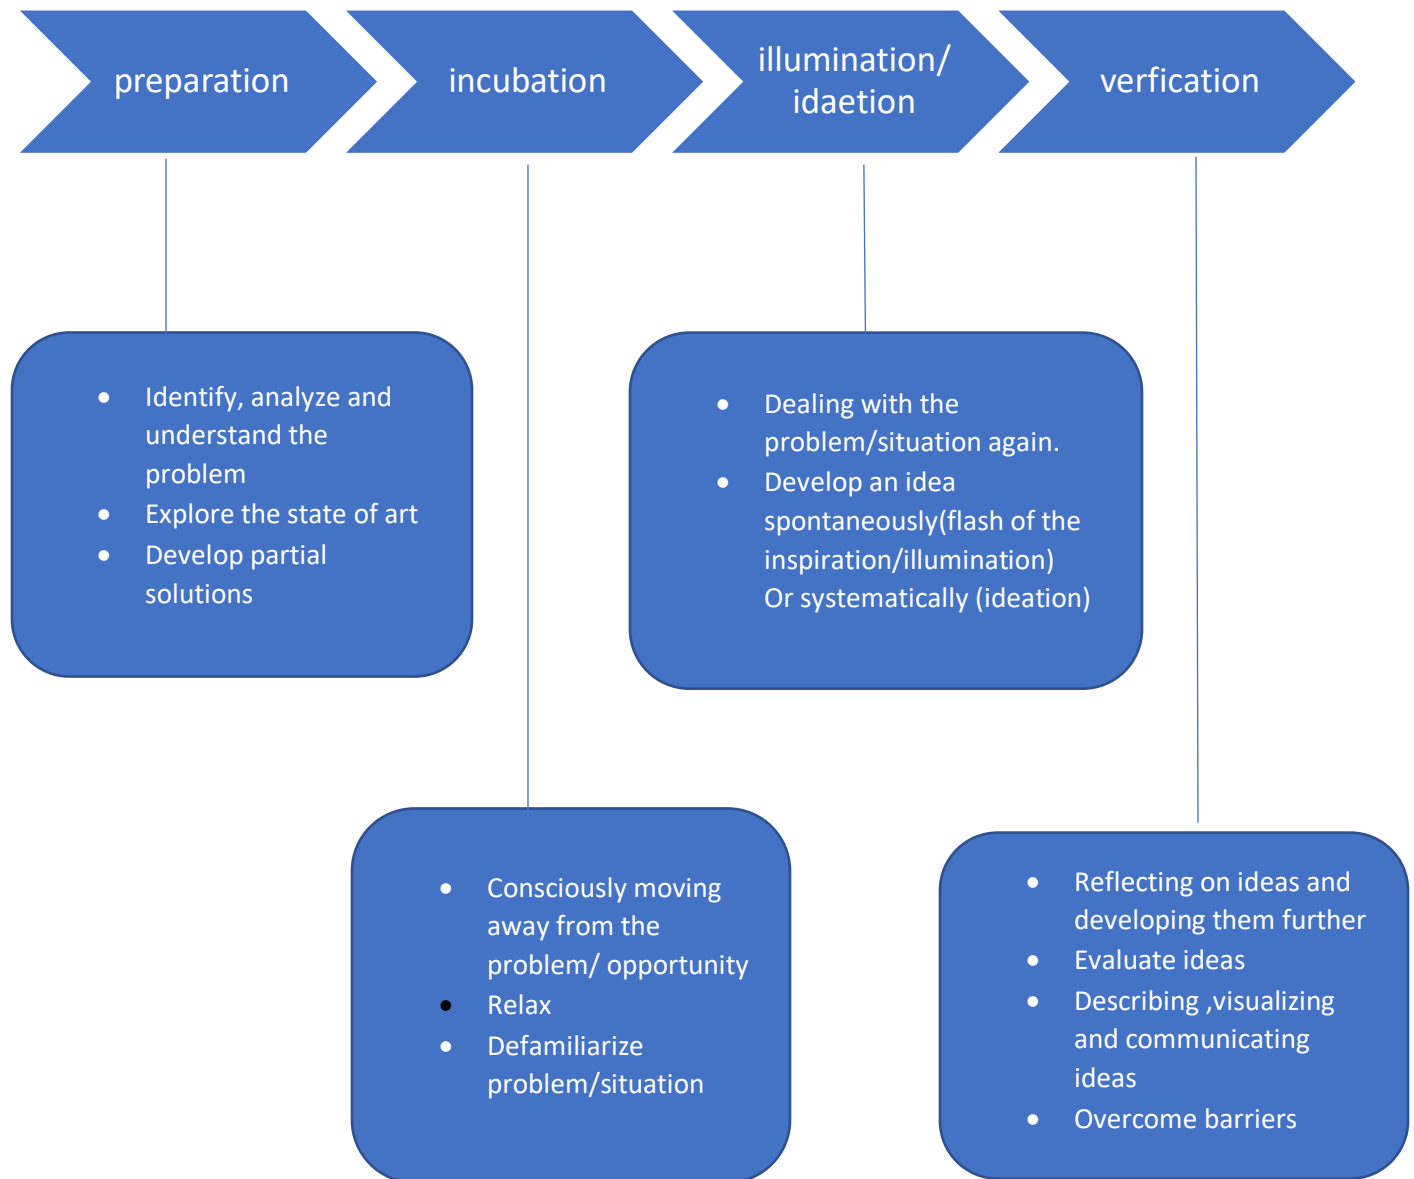 preparation
incubation
illumination/
idaetion
verfication
• Identify, analyze and
understand the
problem
• Explore the state of art
• Develop partial
solutions
• Dealing with the
problem/situation again.
• Develop an idea
spontaneously(flash of the
inspiration/illumination)
Or systematically (ideation)
• Consciously moving
away from the
problem/ opportunity
• Relax
• Defamiliarize
problem/situation
• Reflecting on ideas and
developing them further
• Evaluate ideas
• Describing ,visualizing
and communicating
ideas
• Overcome barriers